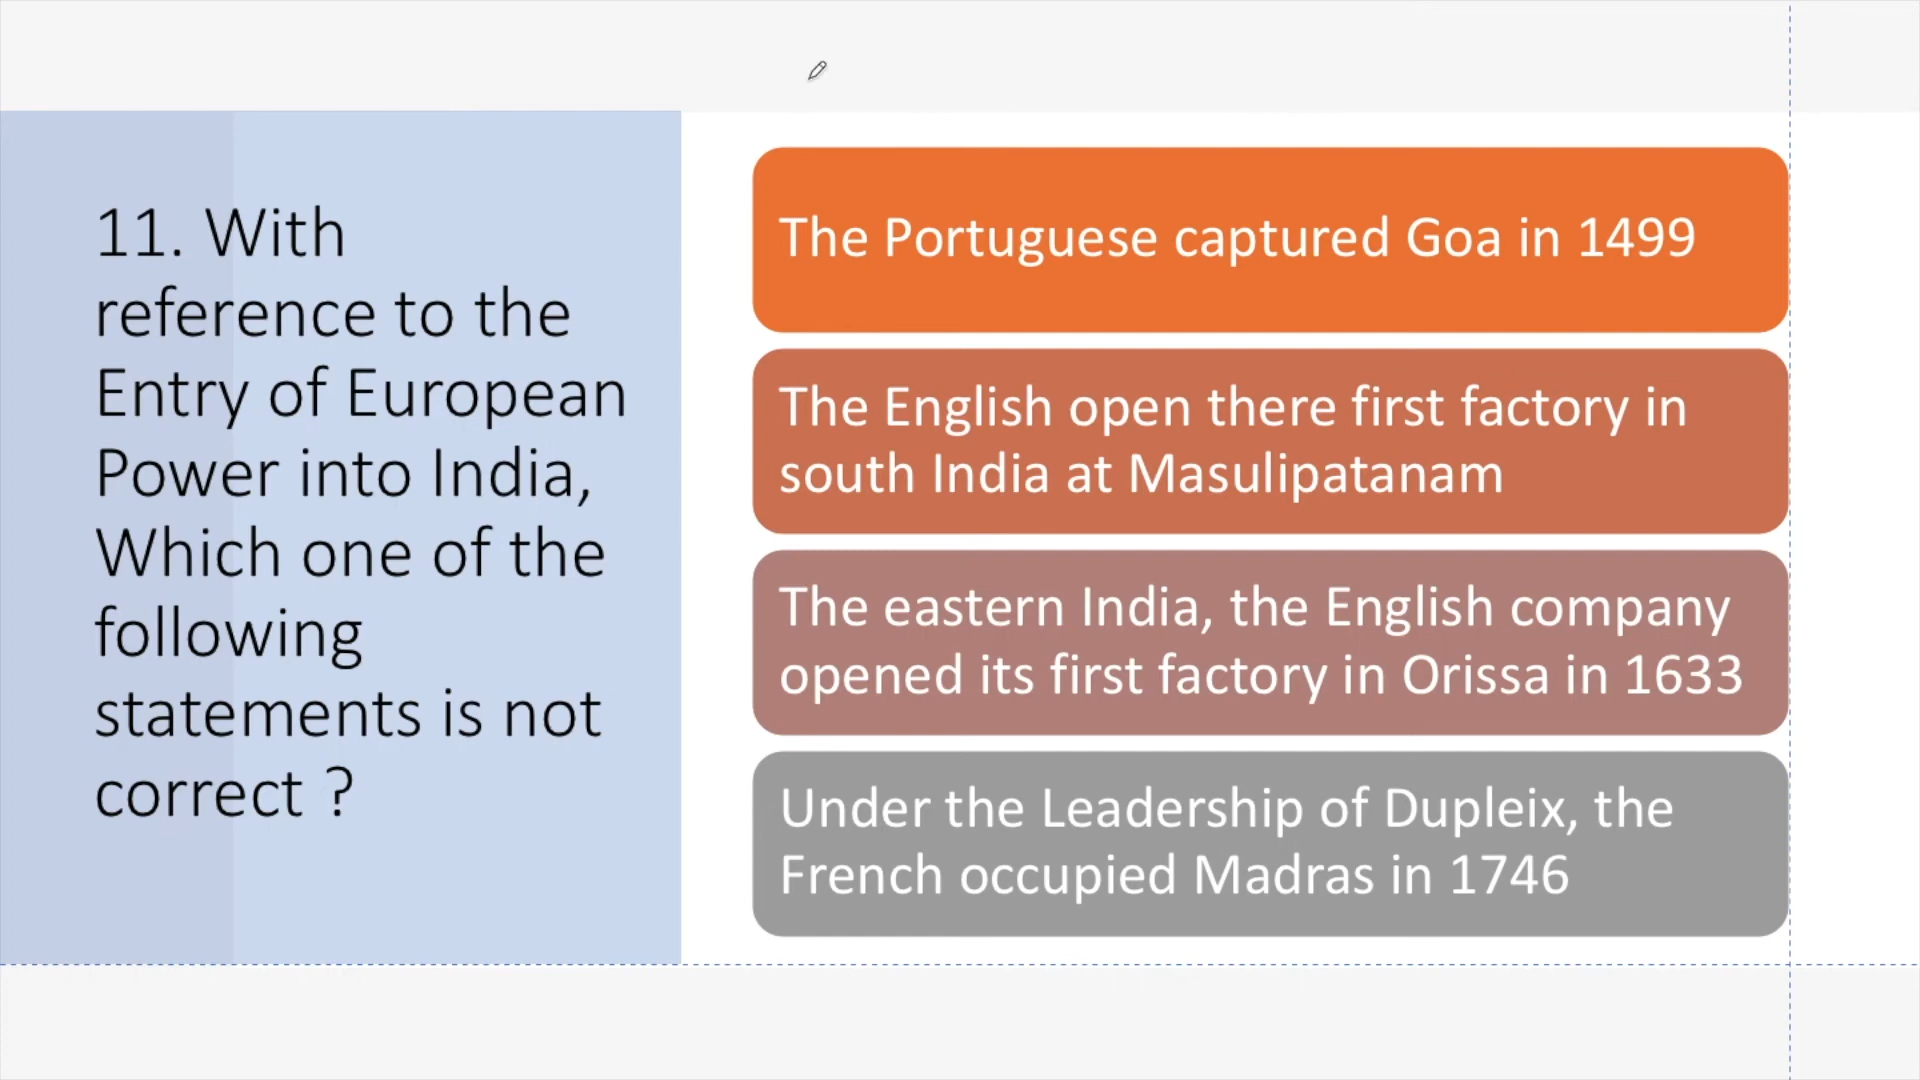 11. With
reference to the
Entry of European
Power into India,
Which one of the
following
statements is not
correct ?
The Portuguese captured Goa in 1499
The English open there first factory in
south India at Masulipatanam
The eastern India, the English company
opened its first factory in Orissa in 1633
Under the Leadership of Dupleix, the
French occupied Madras in 1746